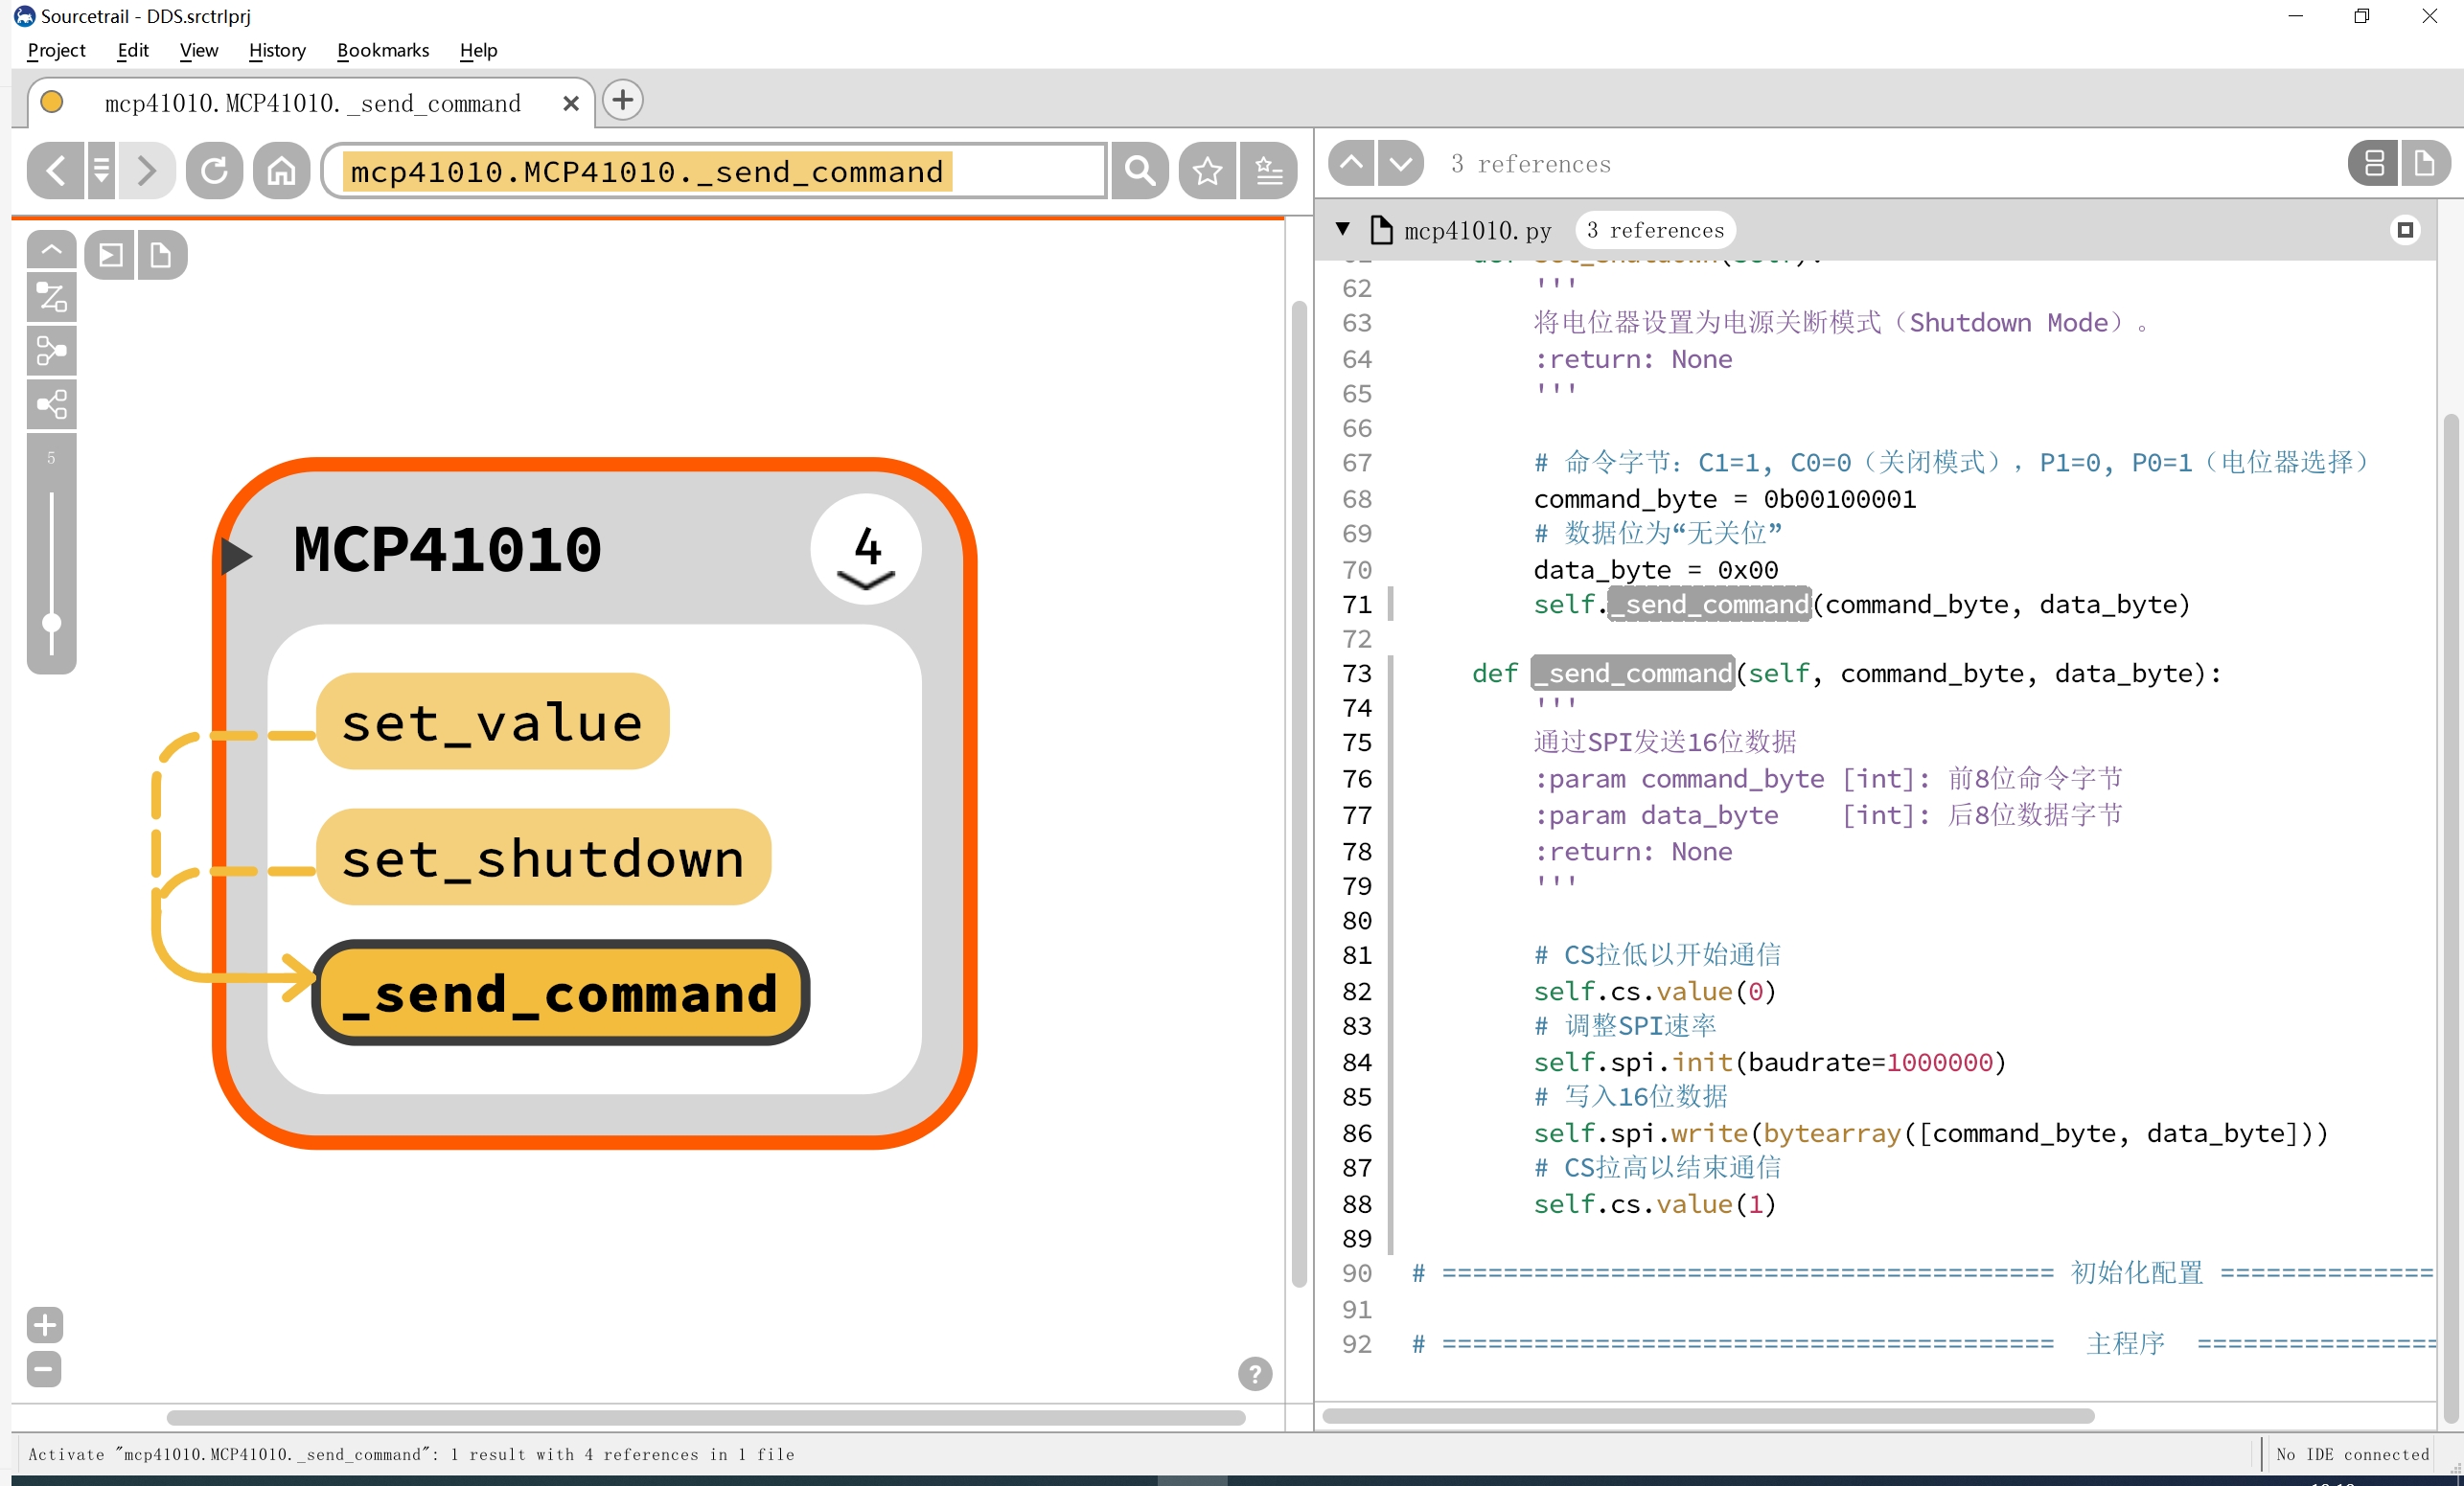 Sourcetrail - DDS.srctrlprj
Project Edit View History Bookmarks Help
mcp41010.MCP41010._send_command
mcp41010.MCP41010._send_command
3 references
mcp41010.py 3 references
5
MCP41010
4
set_value
set_shutdown
_send_command
62 '''
63 将电位器设置为电源关断模式（Shutdown Mode）。
64 :return: None
65 '''
66
67 # 命令字节：C1=1, C0=0（关闭模式），P1=0, P0=1（电位器选择）
68 command_byte = 0b00100001
69 # 数据位为“无关位”
70 data_byte = 0x00
71 self._send_command(command_byte, data_byte)
72
73 def _send_command(self, command_byte, data_byte):
74 '''
75 通过SPI发送16位数据
76 :param command_byte [int]: 前8位命令字节
77 :param data_byte    [int]: 后8位数据字节
78 :return: None
79 '''
80
81 # CS拉低以开始通信
82 self.cs.value(0)
83 # 调整SPI速率
84 self.spi.init(baudrate=1000000)
85 # 写入16位数据
86 self.spi.write(bytearray([command_byte, data_byte]))
87 # CS拉高以结束通信
88 self.cs.value(1)
89
90 # ======================================== 初始化配置 ==============
91
92 # ======================================== 主程序 ================
?
Activate "mcp41010.MCP41010._send_command": 1 result with 4 references in 1 file
No IDE connected